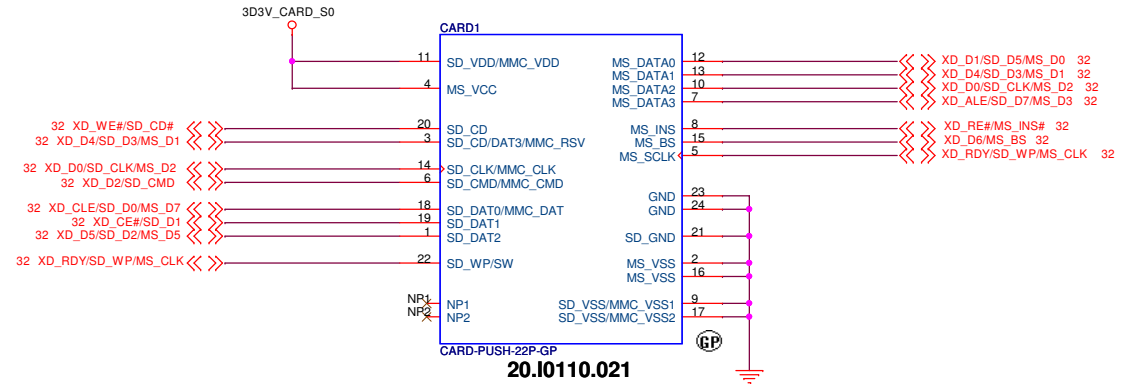 3D3V_CARD_S0
CARD1
11 SD_VDD/MMC_VDD
4 MS_VCC
32 XD_WE#/SD_CD# 20 SD_CD
32 XD_D4/SD_D3/MS_D1 3 SD_CD/DAT3/MMC_RSV
32 XD_D0/SD_CLK/MS_D2 14 SD_CLK/MMC_CLK
32 XD_D2/SD_CMD 6 SD_CMD/MMC_CMD
32 XD_CLE/SD_D0/MS_D7 18 SD_DAT0/MMC_DAT
32 XD_CE#/SD_D1 19 SD_DAT1
32 XD_D5/SD_D2/MS_D5 1 SD_DAT2
32 XD_RDY/SD_WP/MS_CLK 22 SD_WP/SW
NP1 NP1
NP2 NP2
MS_DATA0 12 XD_D1/SD_D5/MS_D0 32
MS_DATA1 13 XD_D4/SD_D3/MS_D1 32
MS_DATA2 10 XD_D0/SD_CLK/MS_D2 32
MS_DATA3 7 XD_ALE/SD_D7/MS_D3 32
MS_INS 8 XD_RE#/MS_INS# 32
MS_BS 15 XD_D6/MS_BS 32
MS_SCLK 5 XD_RDY/SD_WP/MS_CLK 32
GND 23
GND 24
SD_GND 21
MS_VSS 2
MS_VSS 16
SD_VSS/MMC_VSS1 9
SD_VSS/MMC_VSS2 17
GP
CARD-PUSH-22P-GP
20.I0110.021